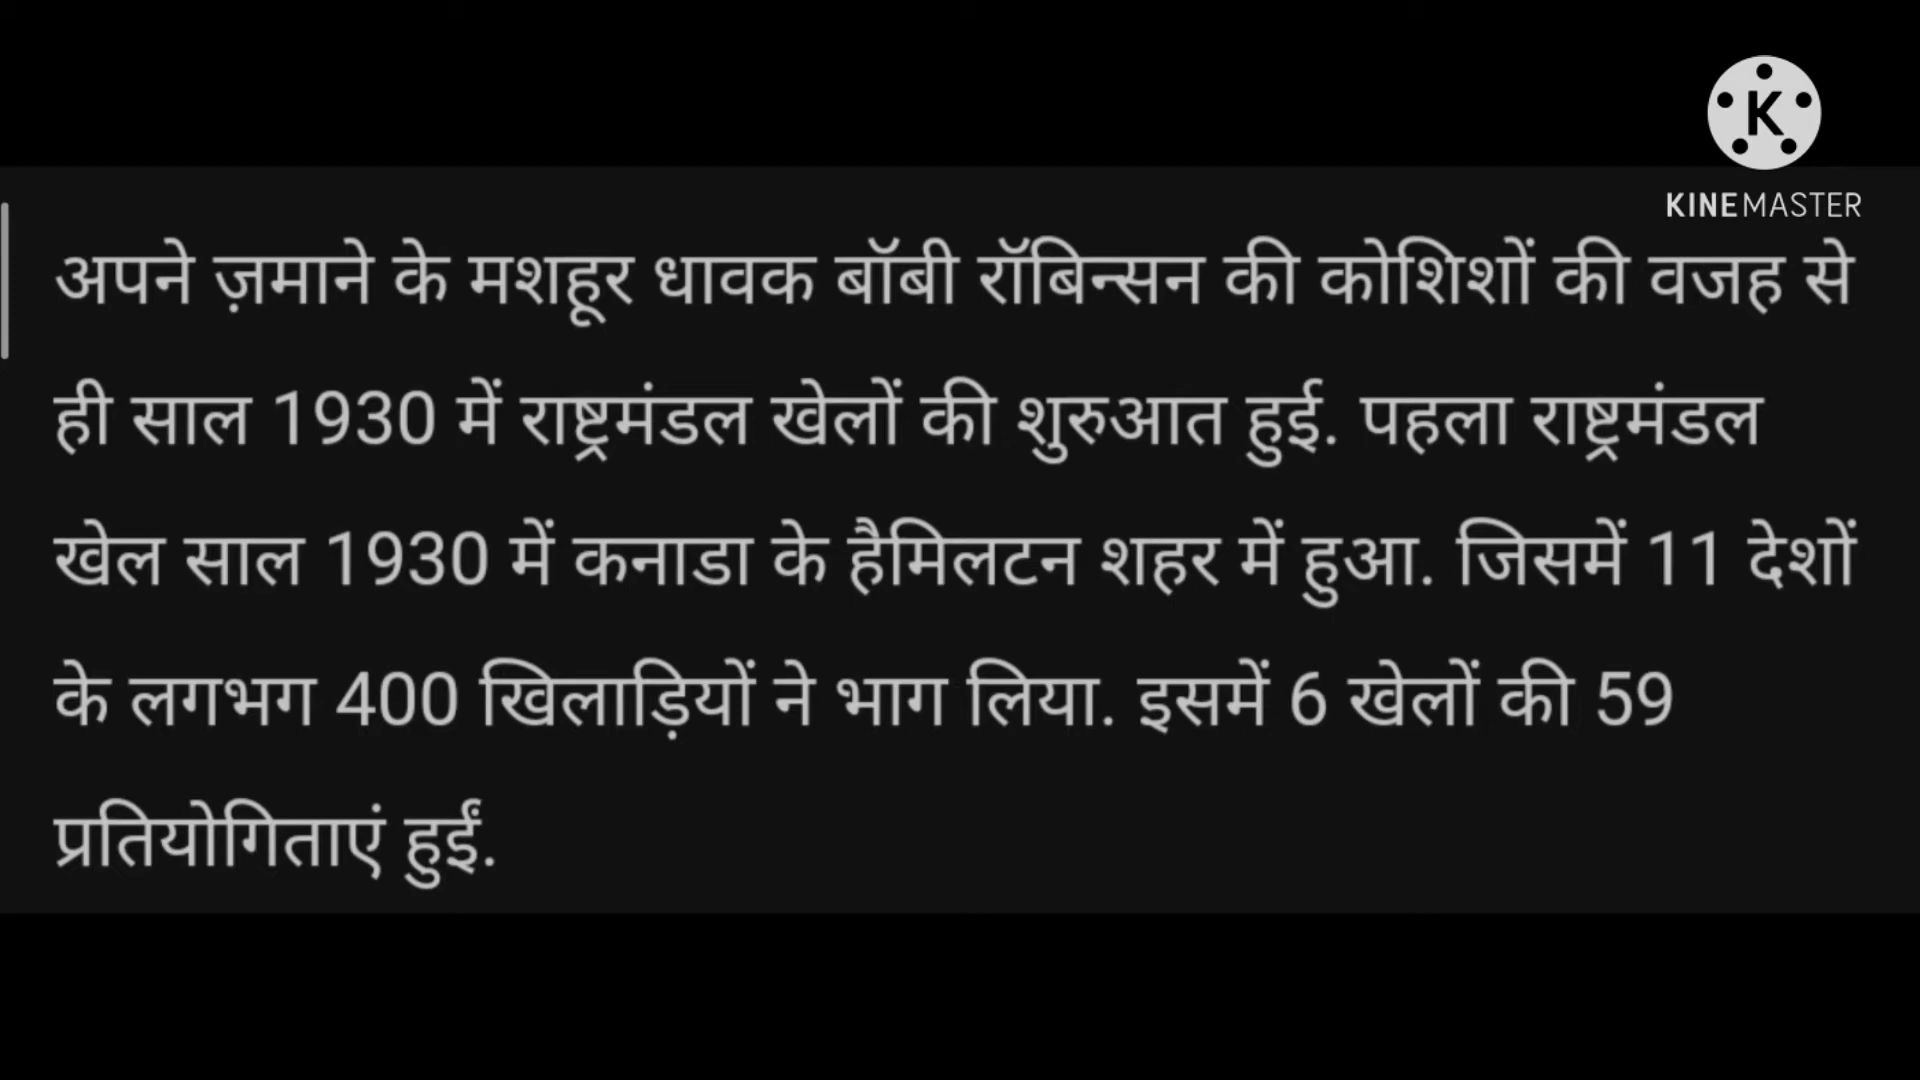 K
KINEMASTER
अपने ज़माने के मशहूर धावक बॉबी रॉबिन्सन की कोशिशों की वजह से
ही साल 1930 में राष्ट्रमंडल खेलों की शुरुआत हुई. पहला राष्ट्रमंडल
खेल साल 1930 में कनाडा के हैमिलटन शहर में हुआ. जिसमें 11 देशों
के लगभग 400 खिलाड़ियों ने भाग लिया. इसमें 6 खेलों की 59
प्रतियोगिताएं हुईं.